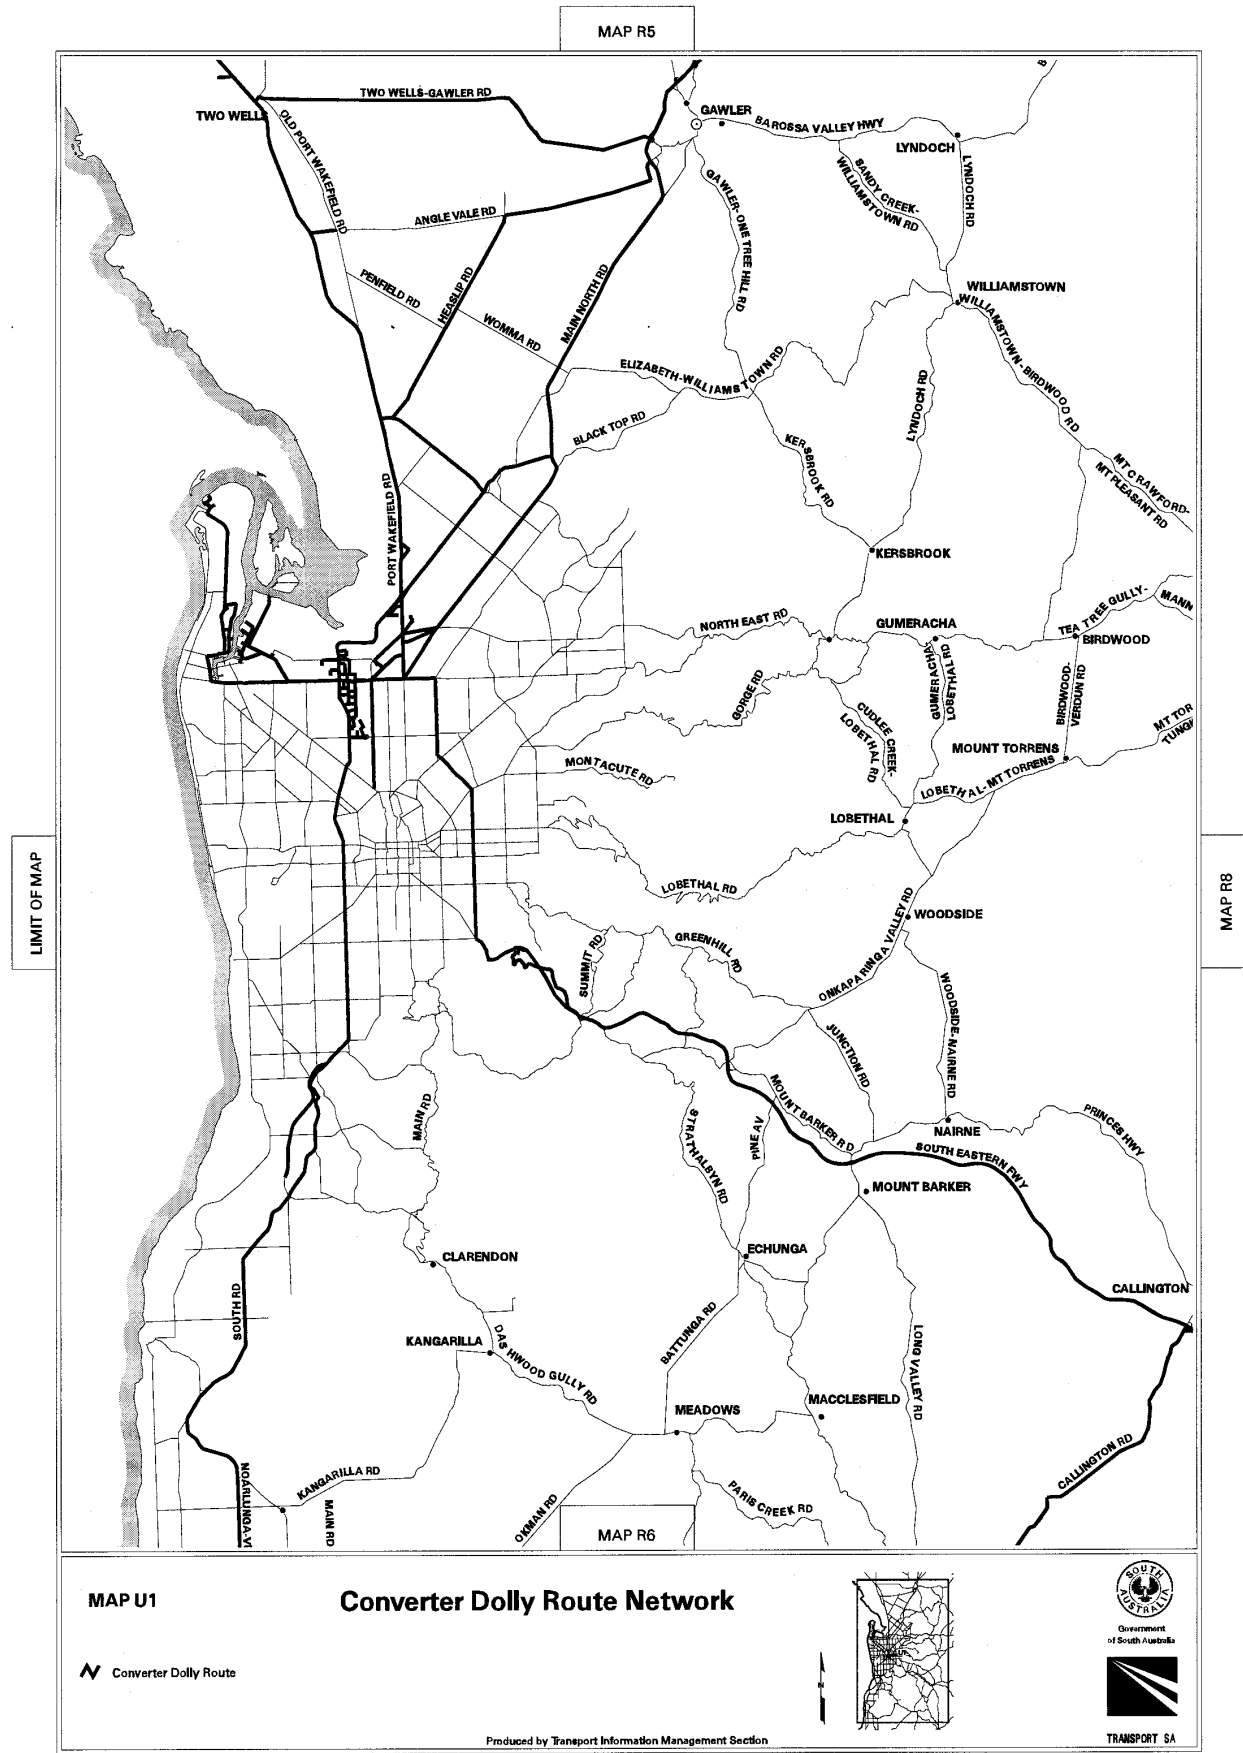 MAP R5
TWO WELLS-GAWLER RD
TWO WELLS
GAWLER
BAROSSA VALLEY HWY
LYNDOCH
OLD PORT WAKEFIELD RD
SANDY CREEK-
WILLIAMSTOWN RD
LYNDOCH RD
GAWLER-ONE TREE HILL RD
ANGLE VALE RD
PENFIELD RD
HEASLIP RD
WOMMA RD
MAIN NORTH RD
WILLIAMSTOWN
WILLIAMSTOWN-BIRDWOOD RD
ELIZABETH-WILLIAMSTOWN RD
LYNDOCH RD
BLACK TOP RD
KERSBROOK RD
MT CRAWFORD-
MT PLEASANT RD
PORT WAKEFIELD RD
KERSBROOK
NORTH EAST RD
GUMERACHA
TEA TREE GULLY-
MANN
BIRDWOOD
GUMERACHA-
LOBETHAL RD
BIRDWOOD-
VERDUN RD
GORGE RD
CUDLEE CREEK-
LOBETHAL RD
MT TOR
TUNG
MOUNT TORRENS
MONTACUTE RD
LOBETHAL-MT TORRENS
LOBETHAL
LIMIT OF MAP
MAP R8
LOBETHAL RD
WOODSIDE
ONKAPARINGA VALLEY RD
GREENHILL RD
SUMMIT RD
WOODSIDE-NAIRNE RD
JUNCTION RD
MOUNT BARKER RD
MAIN RD
STRATHALBYN RD
PINE AV
NAIRNE
PRINCES HWY
SOUTH EASTERN FWY
MOUNT BARKER
ECHUNGA
CLARENDON
CALLINGTON
SOUTH RD
KANGARILLA
DASHWOOD GULLY RD
BATTUNGA RD
LONG VALLEY RD
MACCLESFIELD
MEADOWS
CALLINGTON RD
KANGARILLA RD
NOARLUNGA-VI
MAIN RD
OKMAN RD
PARIS CREEK RD
MAP R6
MAP U1
Converter Dolly Route Network
Converter Dolly Route
N
SOUTH
AUSTRALIA
Government
of South Australia
TRANSPORT SA
Produced by Transport Information Management Section